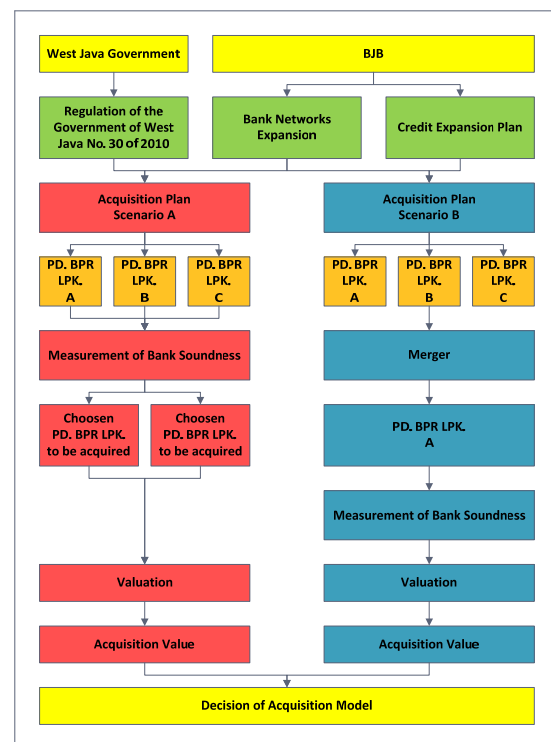 West Java Government
BJB
Regulation of the
Government of West
Java No. 30 of 2010
Bank Networks
Expansion
Credit Expansion Plan
Acquisition Plan
Scenario A
Acquisition Plan
Scenario B
PD. BPR
LPK.
A
PD. BPR
LPK.
B
PD. BPR
LPK.
C
PD. BPR
LPK.
A
PD. BPR
LPK.
B
PD. BPR
LPK.
C
Measurement of Bank Soundness
Merger
Choosen
PD. BPR LPK.
to be acquired
Choosen
PD. BPR LPK.
to be acquired
PD. BPR LPK.
A
Measurement of Bank Soundness
Valuation
Valuation
Acquisition Value
Acquisition Value
Decision of Acquisition Model